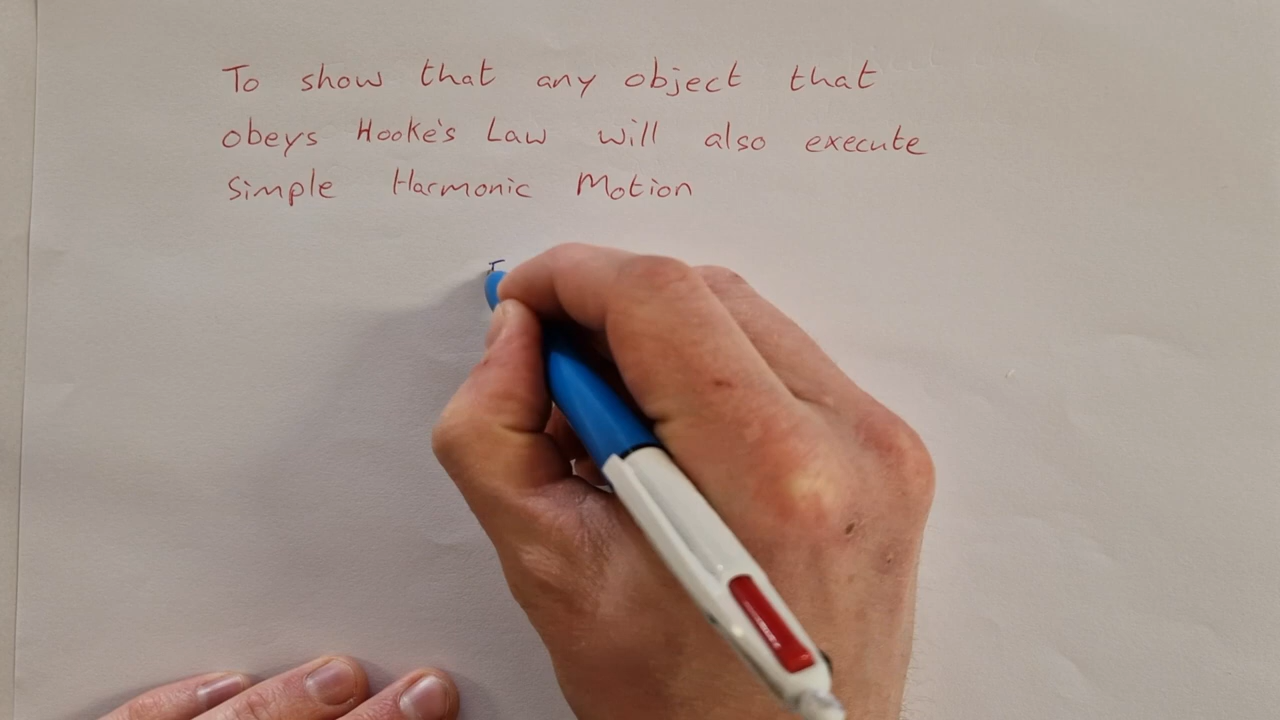 To show that any object that
obeys Hooke's Law will also execute
Simple Harmonic Motion
F